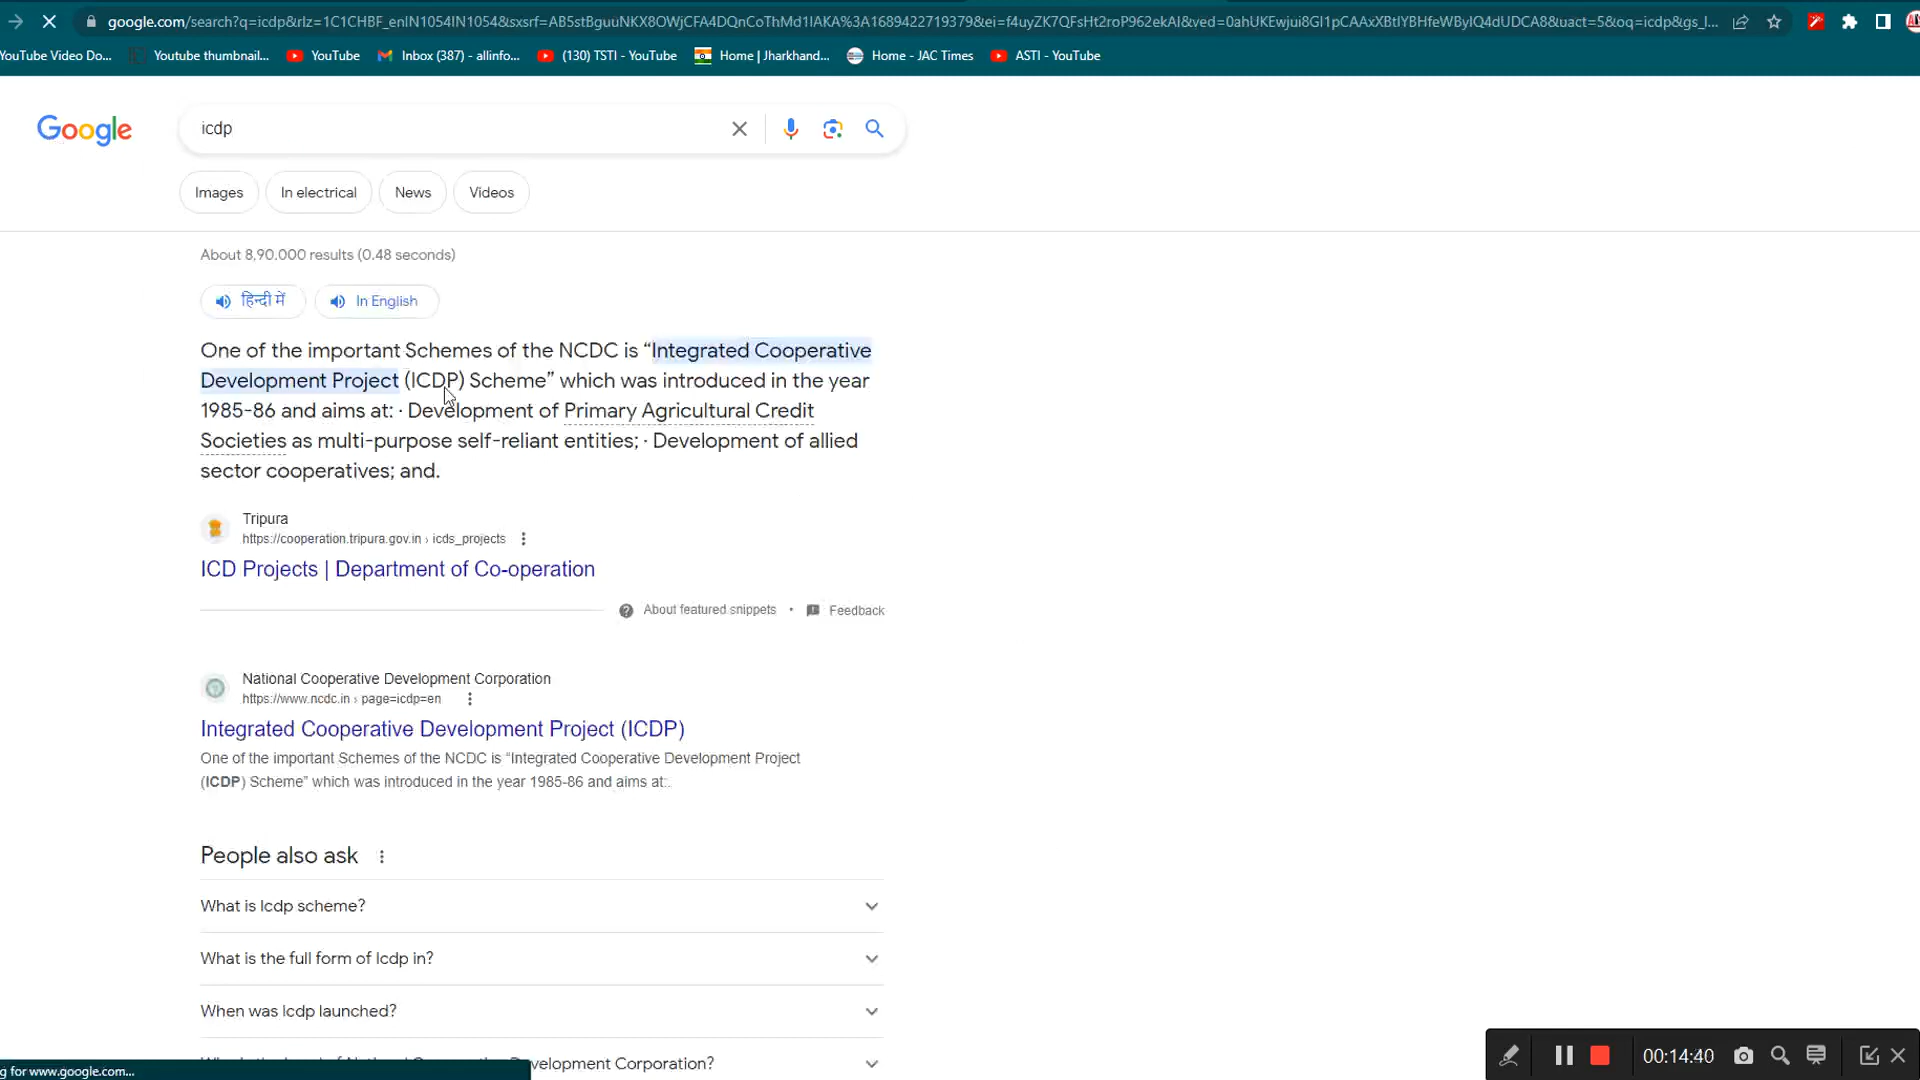 google.com/search?q=icdp&rlz=1C1CHBF_enIN1054IN1054&sxsrf=AB5stBguuNKX8OWjCFA4DQnCoThMd1lAKA%3A1689422719379&ei=f4uyZK7QFsHt2roP962ekAI&ved=0ahUKEwjui8Gl1pCAAxXBtlYBHfeWByIQ4dUDCA8&uact=5&oq=icdp&gs_l...
YouTube Video Do... Youtube thumbnail... YouTube Inbox (387) - allinfo... (130) TSTI - YouTube Home | Jharkhand... Home - JAC Times ASTI - YouTube
Google icdp
Images In electrical News Videos
About 8,90,000 results (0.48 seconds)
हिन्दी में In English
One of the important Schemes of the NCDC is “Integrated Cooperative
Development Project (ICDP) Scheme” which was introduced in the year
1985-86 and aims at: · Development of Primary Agricultural Credit
Societies as multi-purpose self-reliant entities; · Development of allied
sector cooperatives; and.
Tripura
https://cooperation.tripura.gov.in › icds_projects
ICD Projects | Department of Co-operation
About featured snippets • Feedback
National Cooperative Development Corporation
https://www.ncdc.in › page=icdp=en
Integrated Cooperative Development Project (ICDP)
One of the important Schemes of the NCDC is “Integrated Cooperative Development Project
(ICDP) Scheme” which was introduced in the year 1985-86 and aims at:.
People also ask
What is Icdp scheme?
What is the full form of Icdp in?
When was Icdp launched?
velopment Corporation?
g for www.google.com...
00:14:40